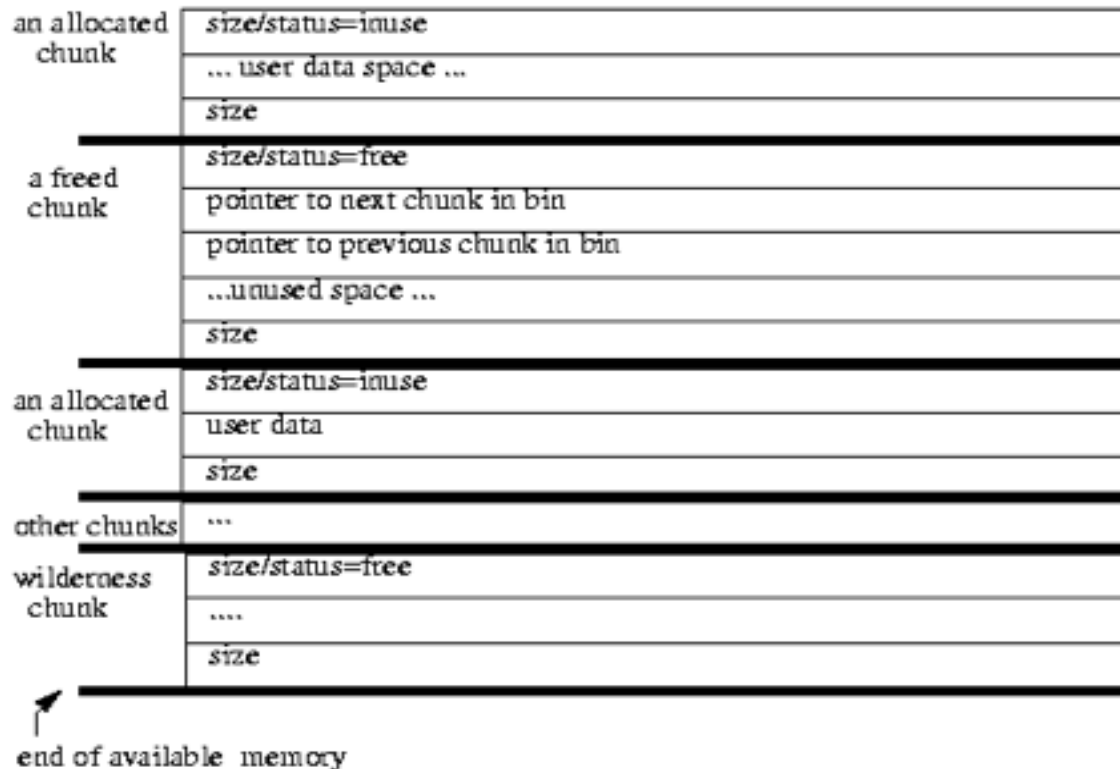 an allocated
chunk
size/status=inuse
... user data space ...
size
a freed
chunk
size/status=free
pointer to next chunk in bin
pointer to previous chunk in bin
...unused space ...
size
an allocated
chunk
size/status=inuse
user data
size
other chunks
...
wilderness
chunk
size/status=free
....
size
end of available memory